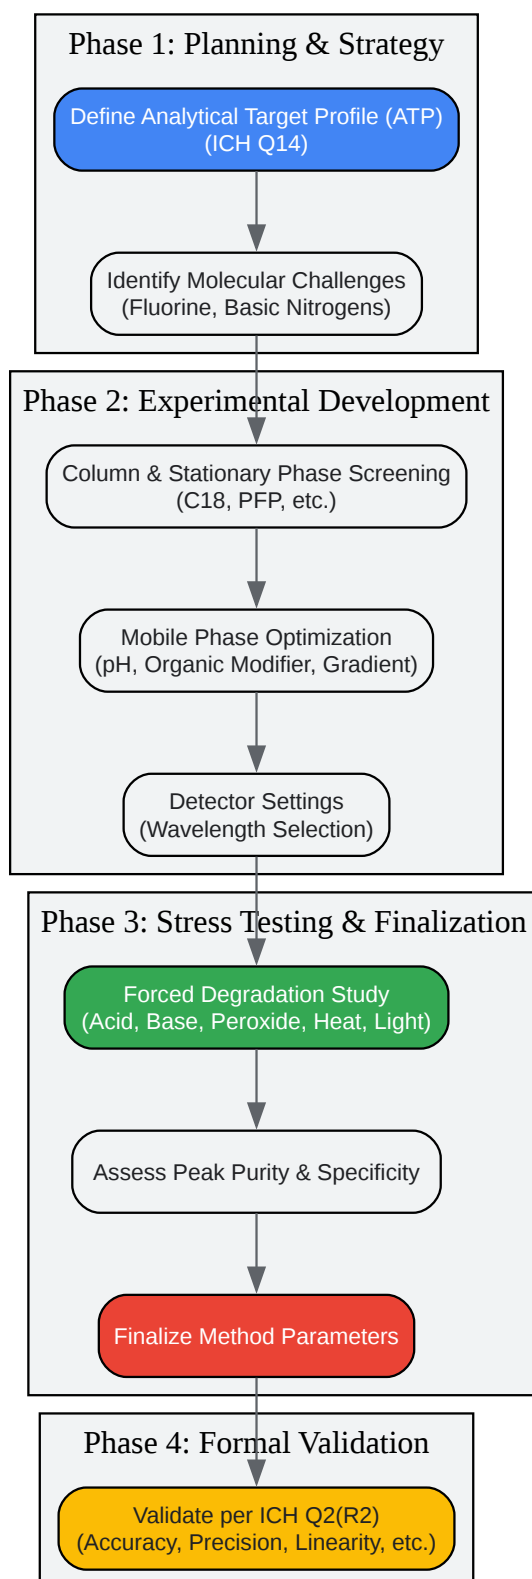 Phase 1: Planning & Strategy
Define Analytical Target Profile (ATP)
(ICH Q14)
Identify Molecular Challenges
(Fluorine, Basic Nitrogens)
Phase 2: Experimental Development
Column & Stationary Phase Screening
(C18, PFP, etc.)
Mobile Phase Optimization
(pH, Organic Modifier, Gradient)
Detector Settings
(Wavelength Selection)
Phase 3: Stress Testing & Finalization
Forced Degradation Study
(Acid, Base, Peroxide, Heat, Light)
Assess Peak Purity & Specificity
Finalize Method Parameters
Phase 4: Formal Validation
Validate per ICH Q2(R2)
(Accuracy, Precision, Linearity, etc.)